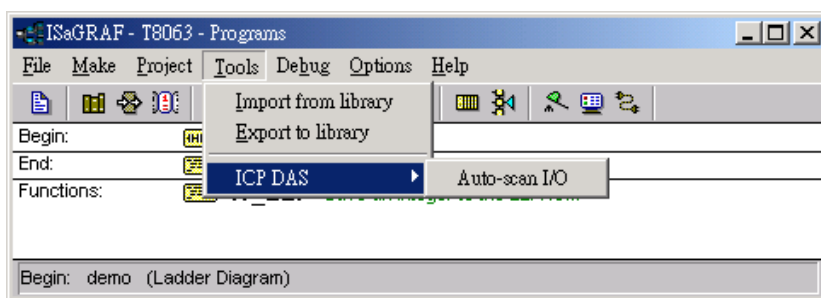 ISaGRAF - T8063 - Programs
File Make Project Tools Debug Options Help
Import from library
Export to library
ICP DAS
Auto-scan I/O
Begin:
End:
Functions:
Begin: demo (Ladder Diagram)